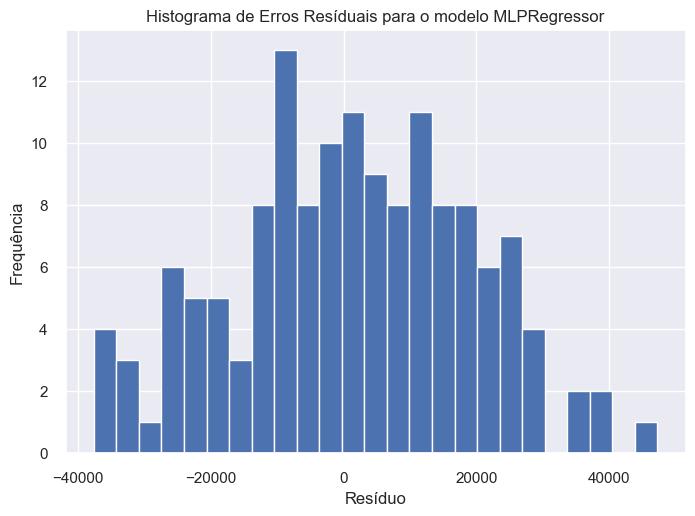 Histograma de Erros Resíduais para o modelo MLPRegressor
Frequência
12
10
8
6
4
2
0
−40000 −20000 0 20000 40000
Resíduo